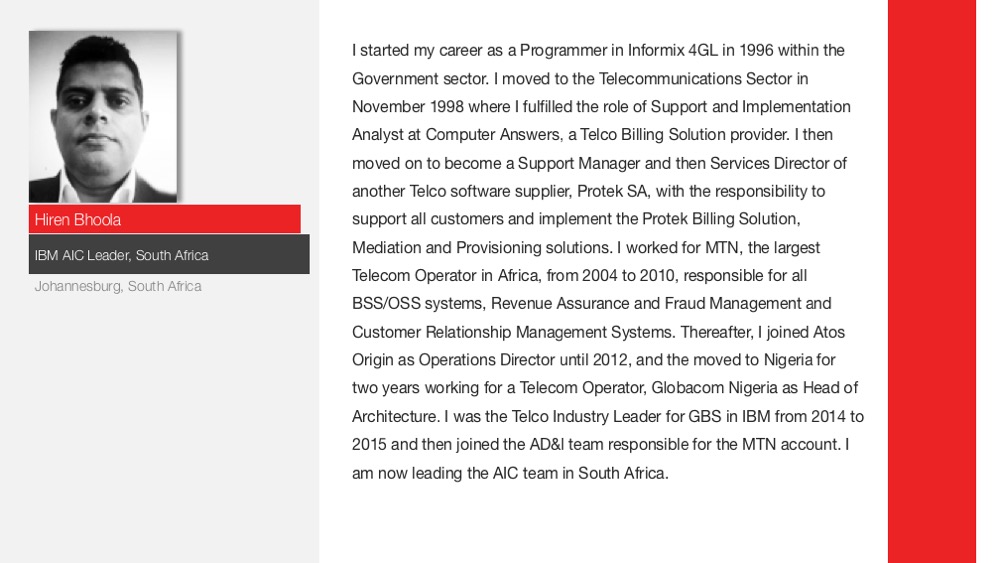 Hiren Bhoola
IBM AIC Leader, South Africa
Johannesburg, South Africa
I started my career as a Programmer in Informix 4GL in 1996 within the
Government sector. I moved to the Telecommunications Sector in
November 1998 where I fulfilled the role of Support and Implementation
Analyst at Computer Answers, a Telco Billing Solution provider. I then
moved on to become a Support Manager and then Services Director of
another Telco software supplier, Protek SA, with the responsibility to
support all customers and implement the Protek Billing Solution,
Mediation and Provisioning solutions. I worked for MTN, the largest
Telecom Operator in Africa, from 2004 to 2010, responsible for all
BSS/OSS systems, Revenue Assurance and Fraud Management and
Customer Relationship Management Systems. Thereafter, I joined Atos
Origin as Operations Director until 2012, and the moved to Nigeria for
two years working for a Telecom Operator, Globacom Nigeria as Head of
Architecture. I was the Telco Industry Leader for GBS in IBM from 2014 to
2015 and then joined the AD&I team responsible for the MTN account. I
am now leading the AIC team in South Africa.